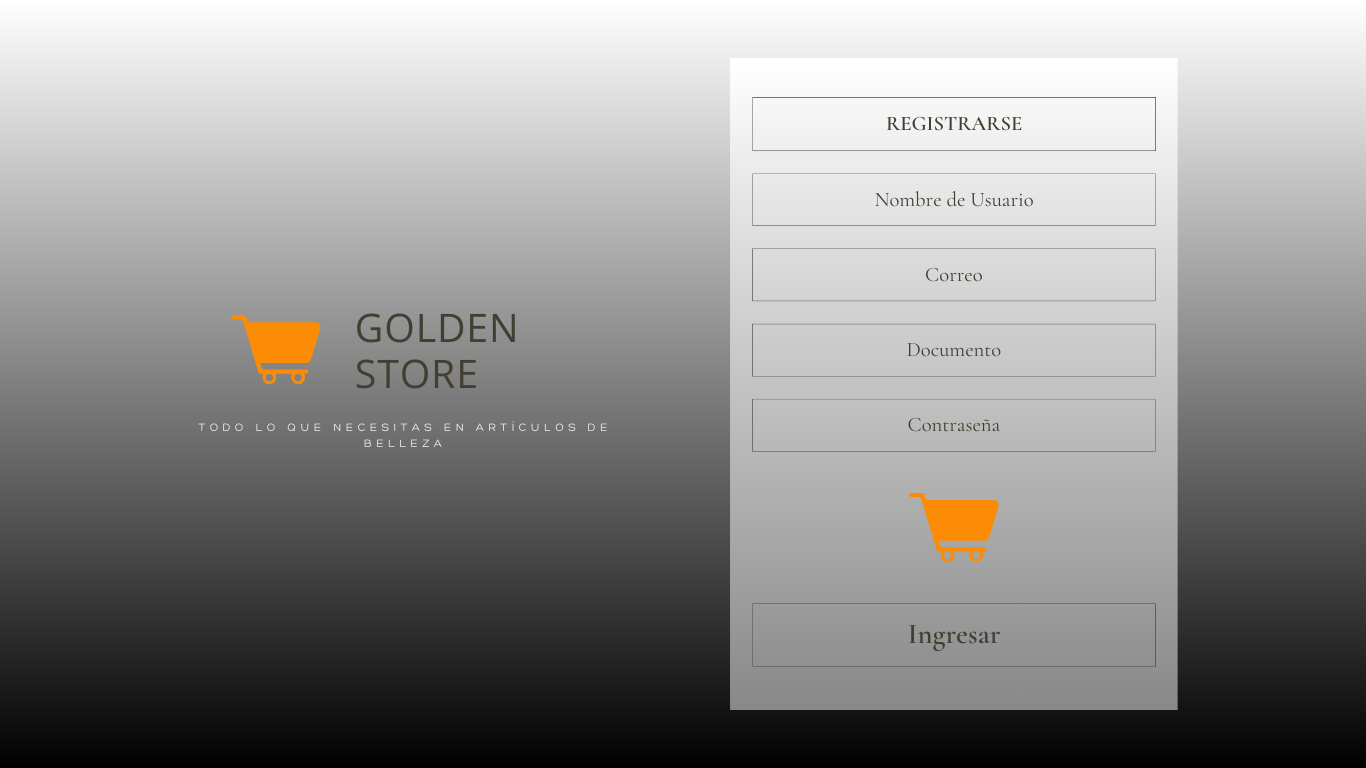 GOLDEN
STORE
TODO LO QUE NECESITAS EN ARTÍCULOS DE
BELLEZA
REGISTRARSE
Nombre de Usuario
Correo
Documento
Contraseña
Ingresar